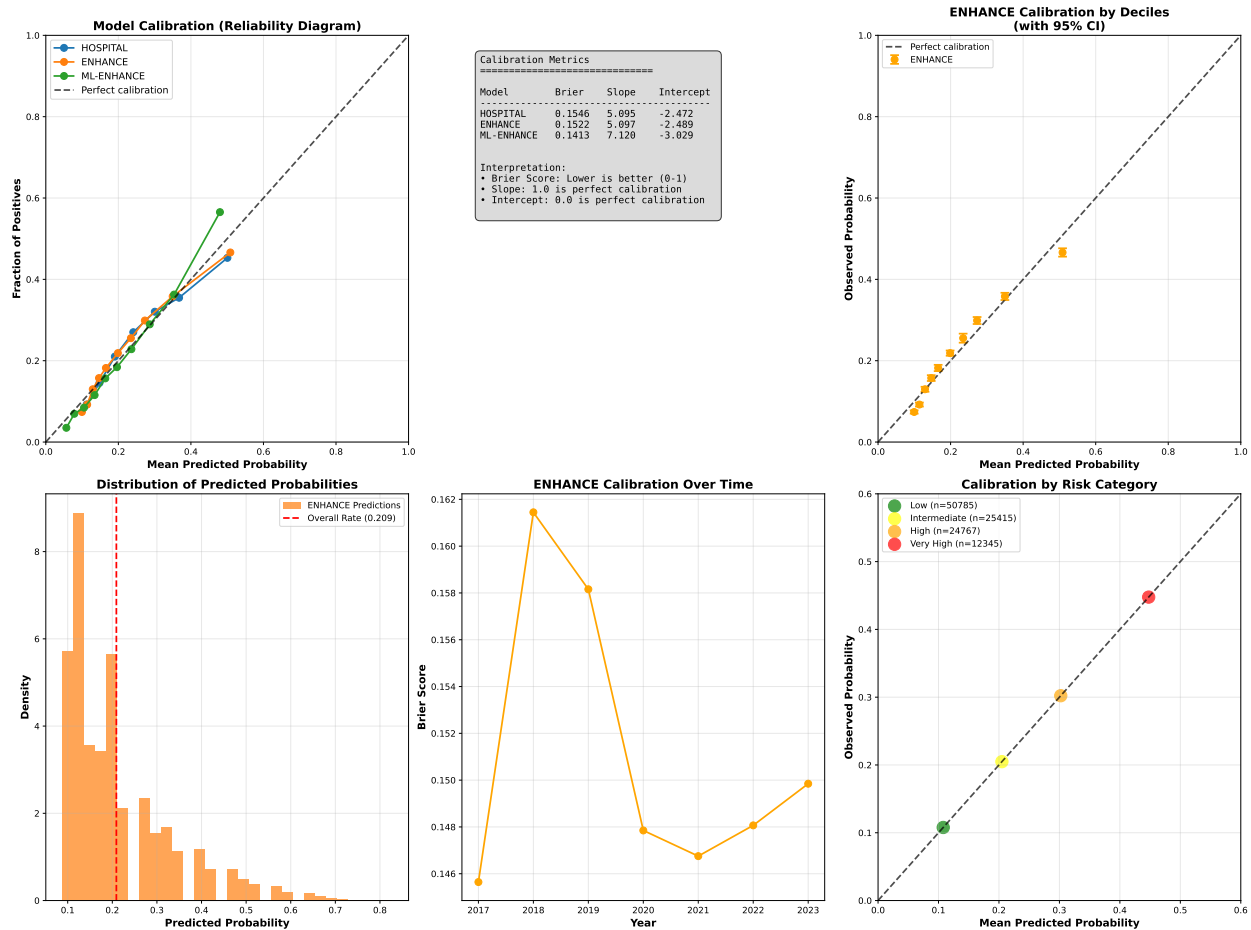 Model Calibration (Reliability Diagram)
HOSPITAL
ENHANCE
ML-ENHANCE
Perfect calibration
1.0
0.8
0.6
0.4
0.2
0.0
0.0 0.2 0.4 0.6 0.8 1.0
Fraction of Positives
Mean Predicted Probability
Calibration Metrics
==============================
Model Brier Slope Intercept
----------------------------------------
HOSPITAL 0.1546 5.095 -2.472
ENHANCE 0.1522 5.097 -2.489
ML-ENHANCE 0.1413 7.120 -3.029
Interpretation:
• Brier Score: Lower is better (0-1)
• Slope: 1.0 is perfect calibration
• Intercept: 0.0 is perfect calibration
ENHANCE Calibration by Deciles
(with 95% CI)
Perfect calibration
ENHANCE
1.0
0.8
0.6
0.4
0.2
0.0
0.0 0.2 0.4 0.6 0.8 1.0
Observed Probability
Mean Predicted Probability
Distribution of Predicted Probabilities
ENHANCE Predictions
Overall Rate (0.209)
8
6
4
2
0
0.1 0.2 0.3 0.4 0.5 0.6 0.7 0.8
Density
Predicted Probability
ENHANCE Calibration Over Time
0.162
0.160
0.158
0.156
0.154
0.152
0.150
0.148
0.146
2017 2018 2019 2020 2021 2022 2023
Brier Score
Year
Calibration by Risk Category
Low (n=50785)
Intermediate (n=25415)
High (n=24767)
Very High (n=12345)
0.6
0.5
0.4
0.3
0.2
0.1
0.0
0.0 0.1 0.2 0.3 0.4 0.5 0.6
Observed Probability
Mean Predicted Probability